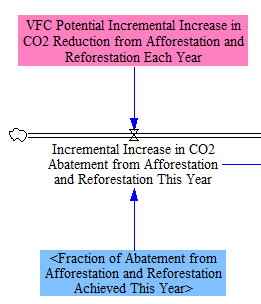 VFC Potential Incremental Increase in
CO2 Reduction from Afforestation and
Reforestation Each Year
Incremental Increase in CO2
Abatement from Afforestation
and Reforestation This Year
<Fraction of Abatement from
Afforestation and Reforestation
Achieved This Year>